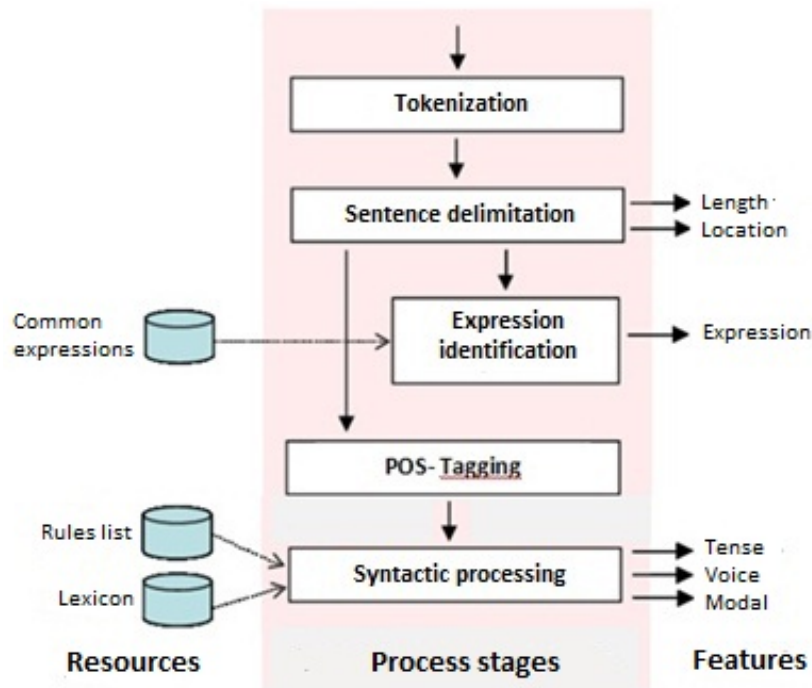 Tokenization
Sentence delimitation
Length
Location
Common
expressions
Expression
identification
Expression
POS- Tagging
Rules list
Lexicon
Syntactic processing
Tense
Voice
Modal
Resources
Process stages
Features